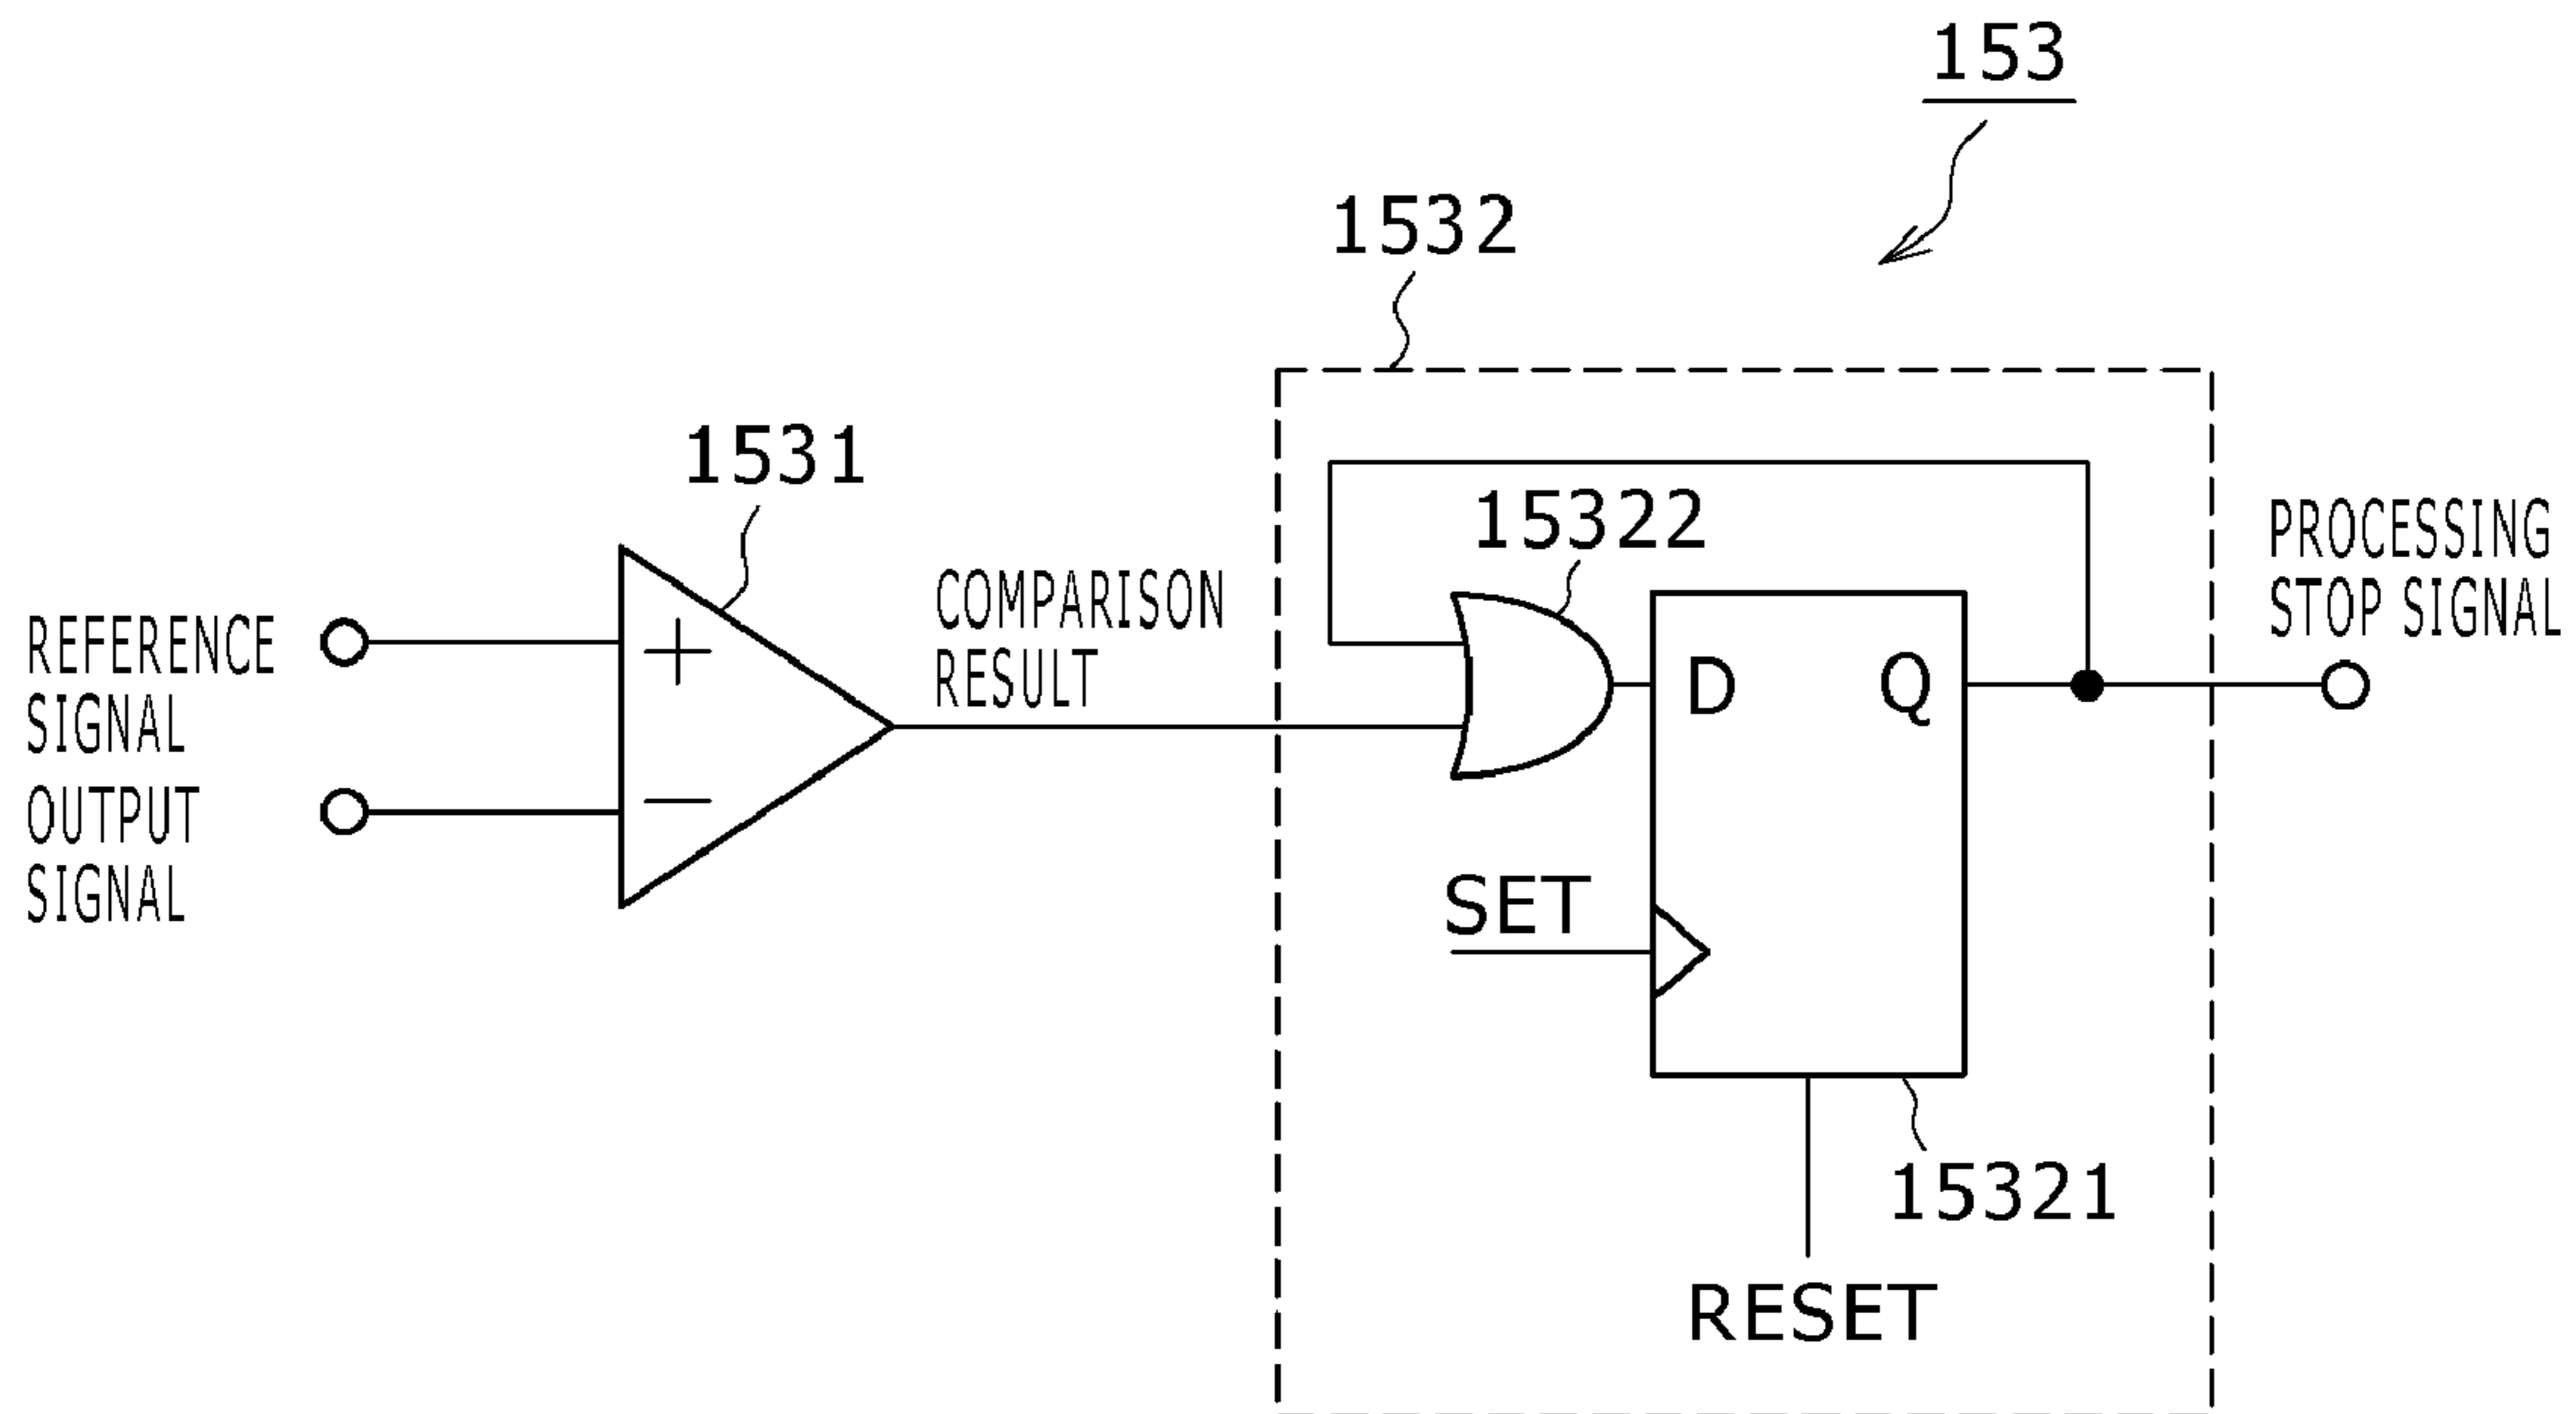 153
1532
1531
15322
PROCESSING
STOP SIGNAL
COMPARISON
RESULT
REFERENCE
SIGNAL
+
D
Q
OUTPUT
SIGNAL
−
SET
15321
RESET